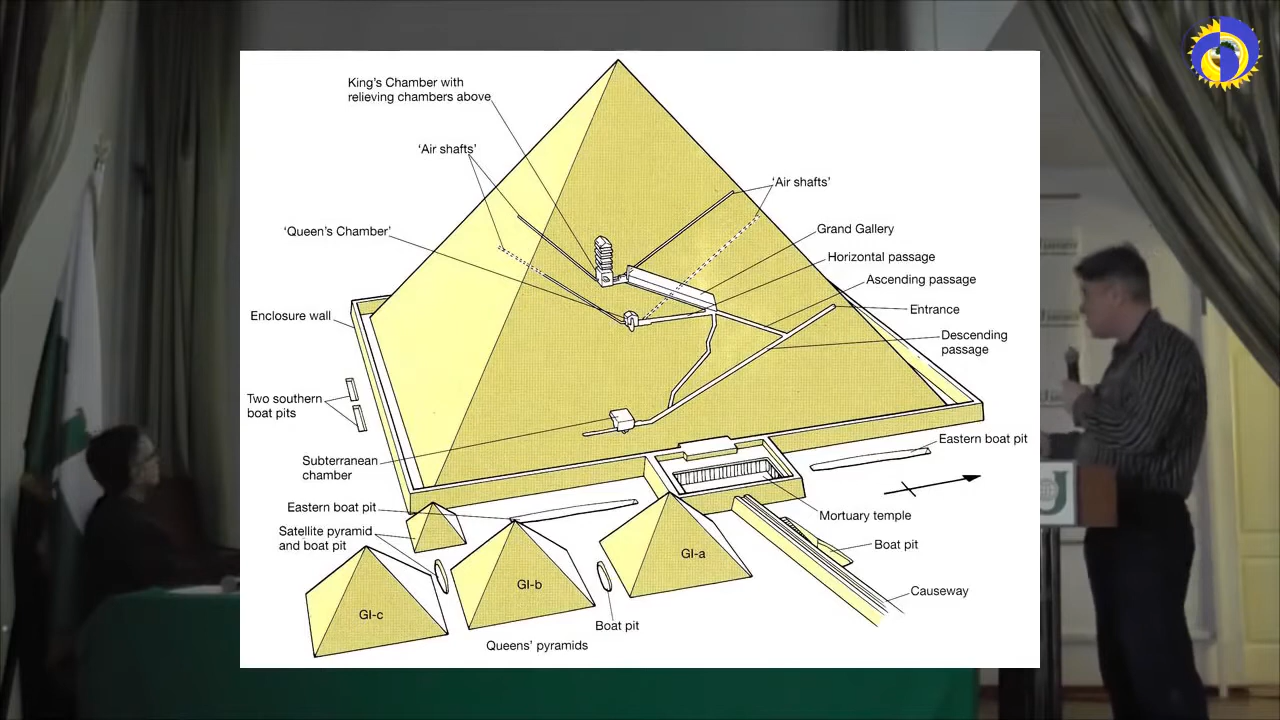 King's Chamber with
relieving chambers above
'Air shafts'
'Air shafts'
'Queen's Chamber'
Grand Gallery
Horizontal passage
Ascending passage
Enclosure wall
Entrance
Descending
passage
Two southern
boat pits
Eastern boat pit
Subterranean
chamber
Eastern boat pit
Mortuary temple
Satellite pyramid
and boat pit
Boat pit
GI-a
GI-b
GI-c
Causeway
Boat pit
Queens' pyramids